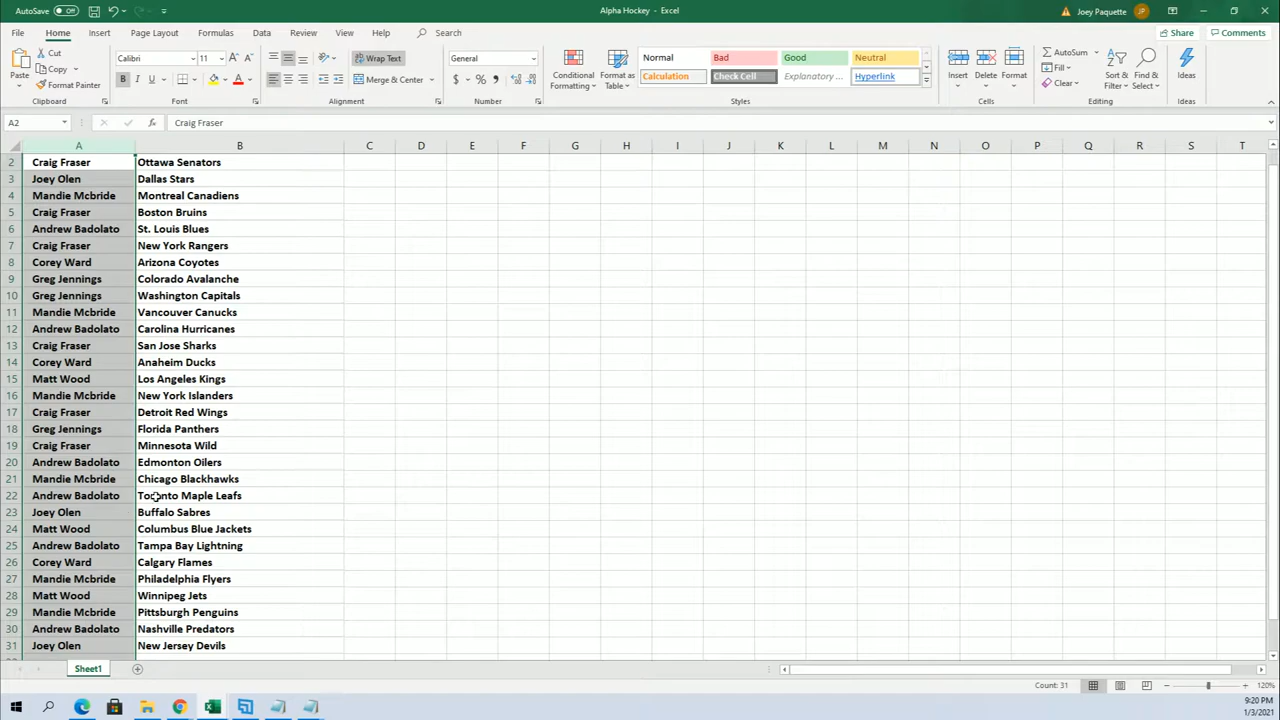 AutoSave Off Alpha Hockey - Excel Joey Paquette JP
File Home Insert Page Layout Formulas Data Review View Help Search Share Comments
Paste Cut Copy Format Painter Clipboard
Calibri 11 B I U Font
Wrap Text Merge & Center Alignment
General $ % Number
Conditional Formatting Format as Table
Normal Bad Good Neutral
Calculation Check Cell Explanatory ... Hyperlink
Styles
Insert Delete Format Cells
AutoSum Fill Clear Sort & Filter Find & Select Editing
Ideas Ideas
A2 fx Craig Fraser
A B C D E F G H I J K L M N O P Q R S T
2 Craig Fraser Ottawa Senators
3 Joey Olen Dallas Stars
4 Mandie Mcbride Montreal Canadiens
5 Craig Fraser Boston Bruins
6 Andrew Badolato St. Louis Blues
7 Craig Fraser New York Rangers
8 Corey Ward Arizona Coyotes
9 Greg Jennings Colorado Avalanche
10 Greg Jennings Washington Capitals
11 Mandie Mcbride Vancouver Canucks
12 Andrew Badolato Carolina Hurricanes
13 Craig Fraser San Jose Sharks
14 Corey Ward Anaheim Ducks
15 Matt Wood Los Angeles Kings
16 Mandie Mcbride New York Islanders
17 Craig Fraser Detroit Red Wings
18 Greg Jennings Florida Panthers
19 Craig Fraser Minnesota Wild
20 Andrew Badolato Edmonton Oilers
21 Mandie Mcbride Chicago Blackhawks
22 Andrew Badolato Toronto Maple Leafs
23 Joey Olen Buffalo Sabres
24 Matt Wood Columbus Blue Jackets
25 Andrew Badolato Tampa Bay Lightning
26 Corey Ward Calgary Flames
27 Mandie Mcbride Philadelphia Flyers
28 Matt Wood Winnipeg Jets
29 Mandie Mcbride Pittsburgh Penguins
30 Andrew Badolato Nashville Predators
31 Joey Olen New Jersey Devils
Sheet1
Count: 31 120%
9:20 PM
1/3/2021